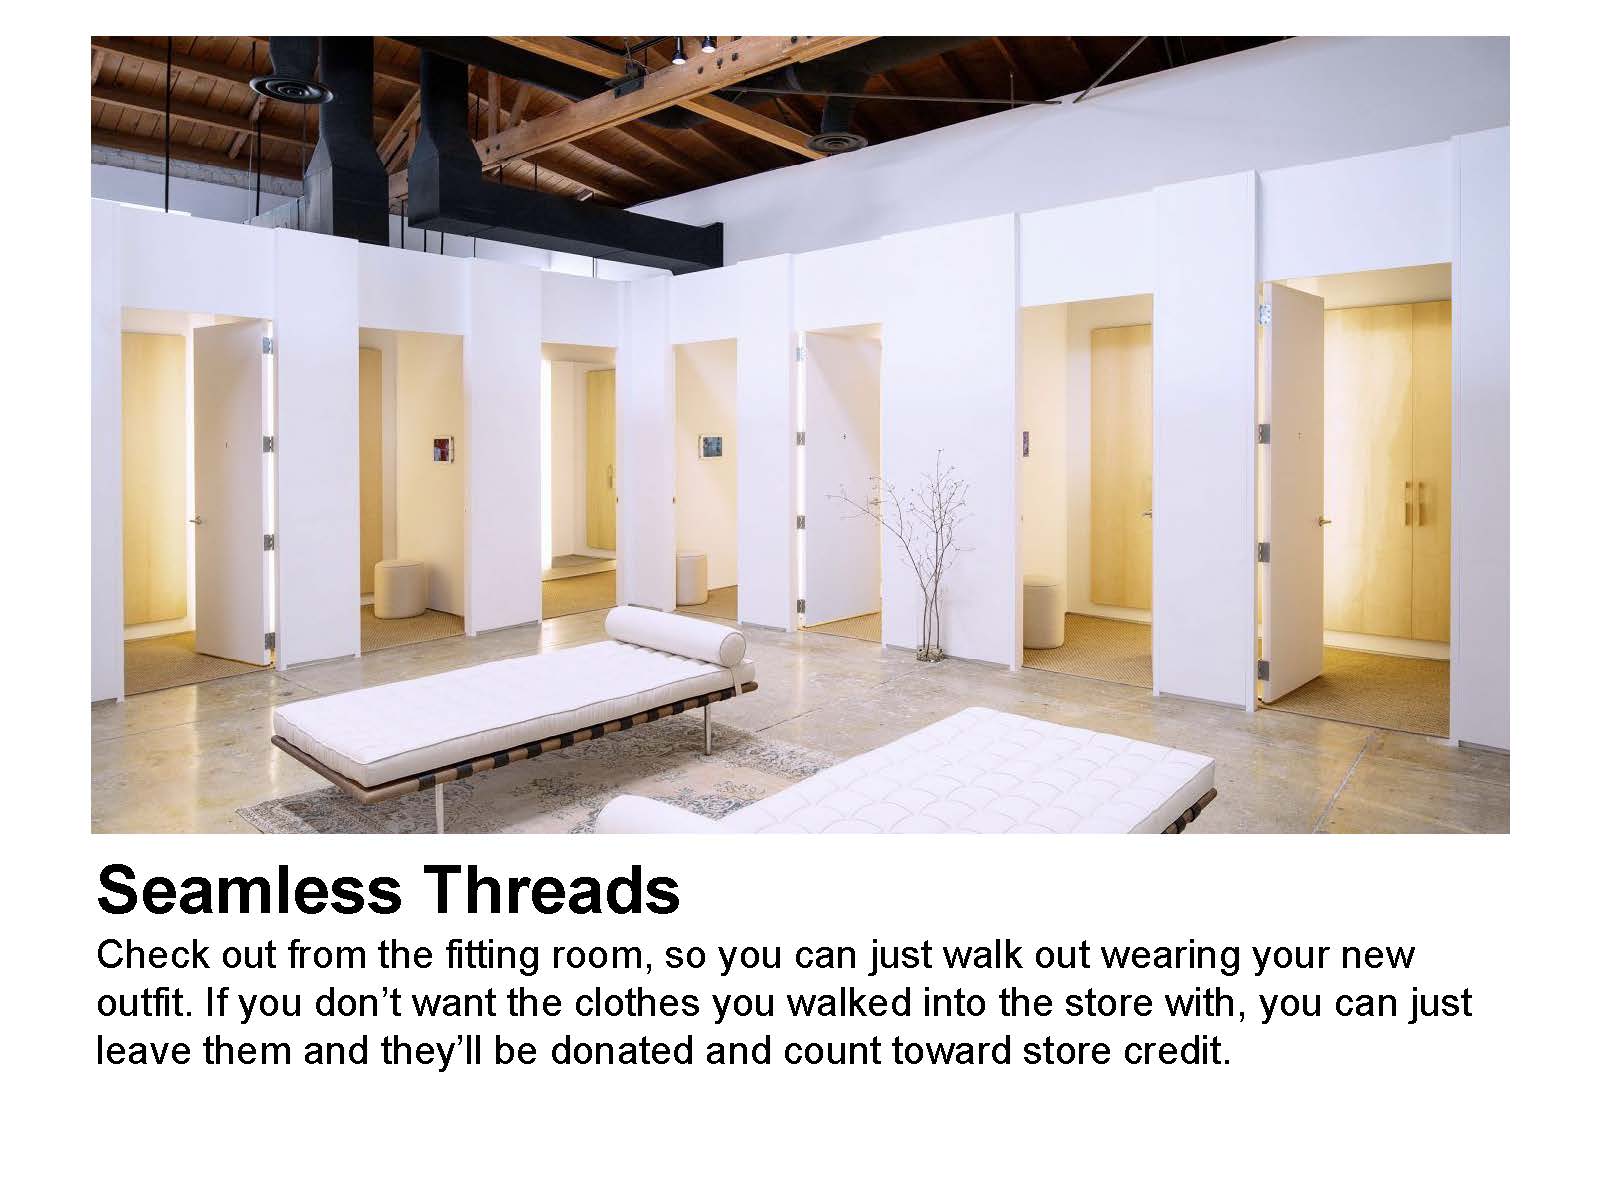 Seamless Threads
Check out from the fitting room, so you can just walk out wearing your new
outfit. If you don’t want the clothes you walked into the store with, you can just
leave them and they’ll be donated and count toward store credit.